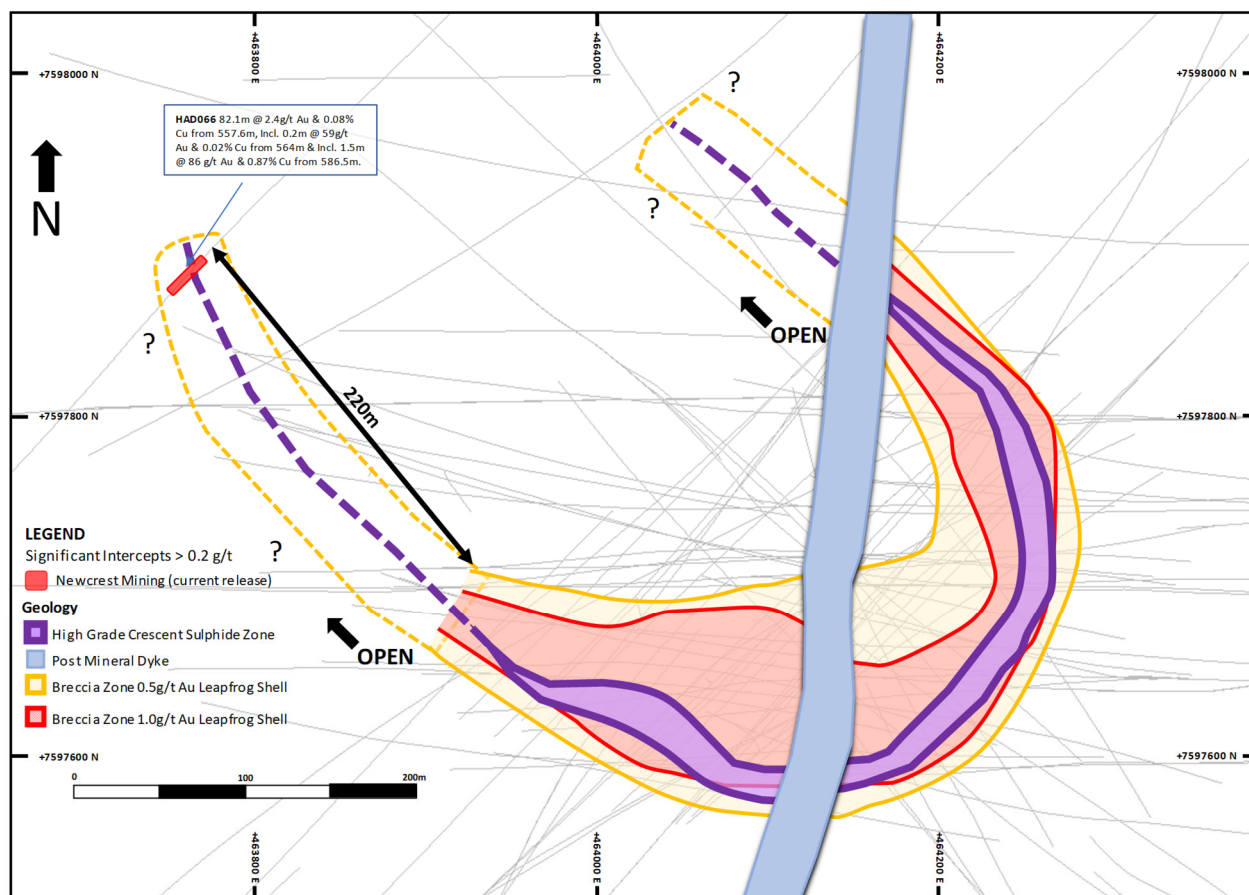 +463800 E
+464000 E
+464200 E
+7598000 N
+7598000 N
?
HAD066 82.1m @ 2.4g/t Au & 0.08%
Cu from 557.6m, Incl. 0.2m @ 59g/t
Au & 0.02% Cu from 564m & Incl. 1.5m
@ 86 g/t Au & 0.87% Cu from 586.5m.
N
?
OPEN
?
220m
+7597800 N
+7597800 N
LEGEND
Significant Intercepts > 0.2 g/t
Newcrest Mining (current release)
Geology
High Grade Crescent Sulphide Zone
Post Mineral Dyke
Breccia Zone 0.5g/t Au Leapfrog Shell
Breccia Zone 1.0g/t Au Leapfrog Shell
?
OPEN
+7597600 N
+7597600 N
0
100
200m
+463800 E
+464000 E
+464200 E